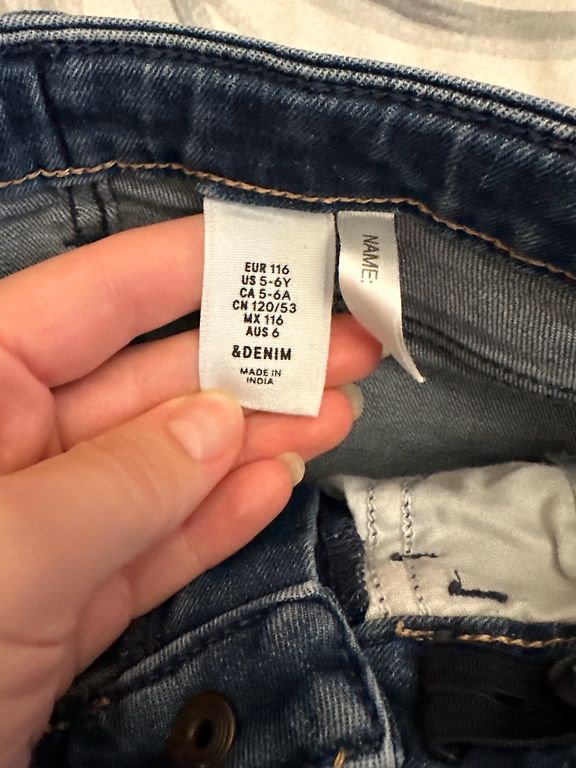 EUR 116
US 5-6Y
CA 5-6A
CN 120/53
MX 116
AUS 6
&DENIM
MADE IN
INDIA
NAME: